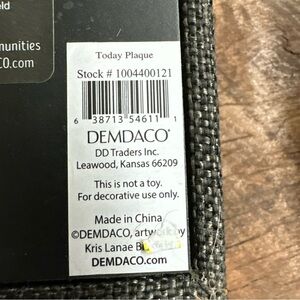 eld
munities
CO.com
Today Plaque
Stock # 1004400121
6 38713 54611 1
DEMDACO®
DD Traders Inc.
Leawood, Kansas 66209
This is not a toy.
For decorative use only.
Made in China
©DEMDACO, artwork by
Kris Lanae
DEMDACO.com